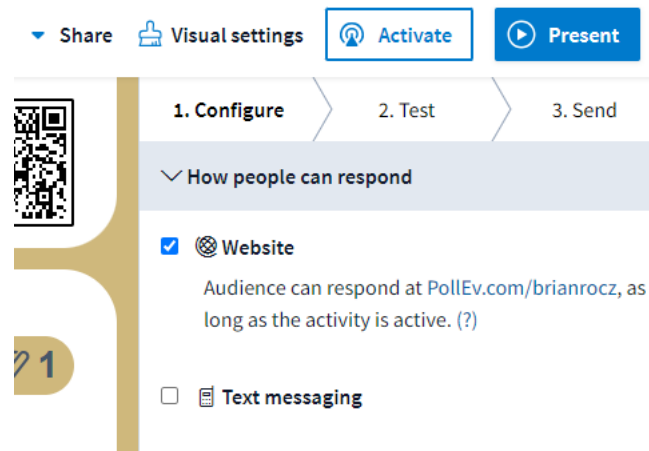 Share Visual settings Activate Present
1. Configure 2. Test 3. Send
How people can respond
Website
Audience can respond at PollEv.com/brianrocz, as
long as the activity is active. (?)
1
Text messaging